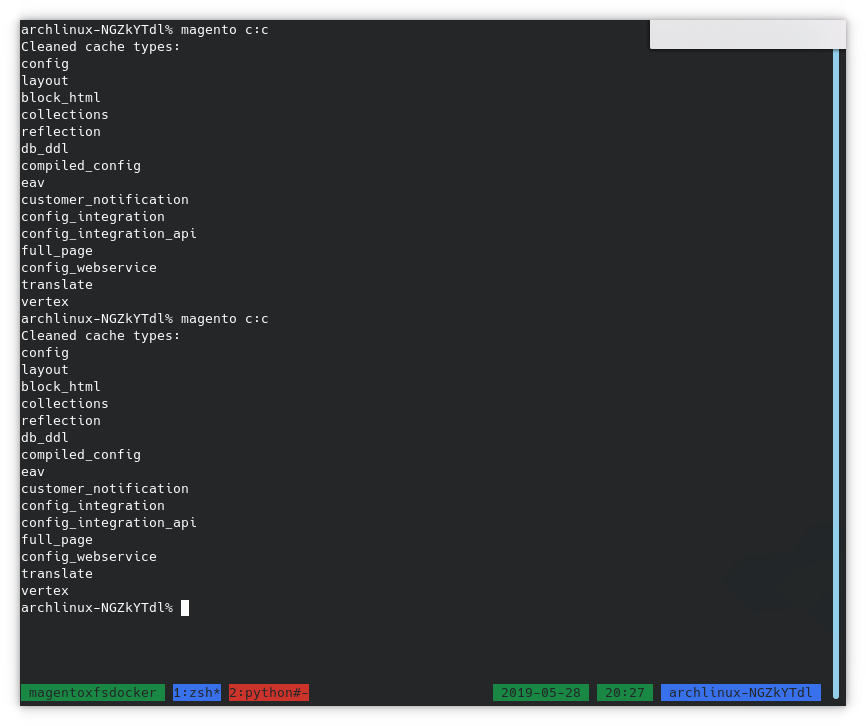 archlinux-NGZkYTdl% magento c:c
Cleaned cache types:
config
layout
block_html
collections
reflection
db_ddl
compiled_config
eav
customer_notification
config_integration
config_integration_api
full_page
config_webservice
translate
vertex
archlinux-NGZkYTdl% magento c:c
Cleaned cache types:
config
layout
block_html
collections
reflection
db_ddl
compiled_config
eav
customer_notification
config_integration
config_integration_api
full_page
config_webservice
translate
vertex
archlinux-NGZkYTdl%
magentoxfsdocker 1:zsh* 2:python#- 2019-05-28 20:27 archlinux-NGZkYTdl